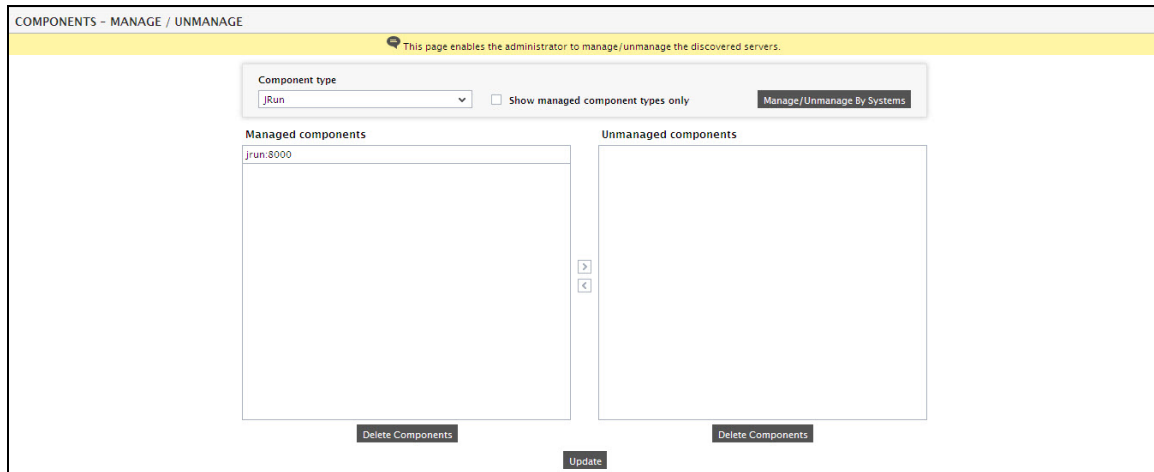 COMPONENTS - MANAGE / UNMANAGE
This page enables the administrator to manage/unmanage the discovered servers.
Component type
JRun
Show managed component types only
Manage/Unmanage By Systems
Managed components
Unmanaged components
jrun:8000
>
<
Delete Components
Delete Components
Update